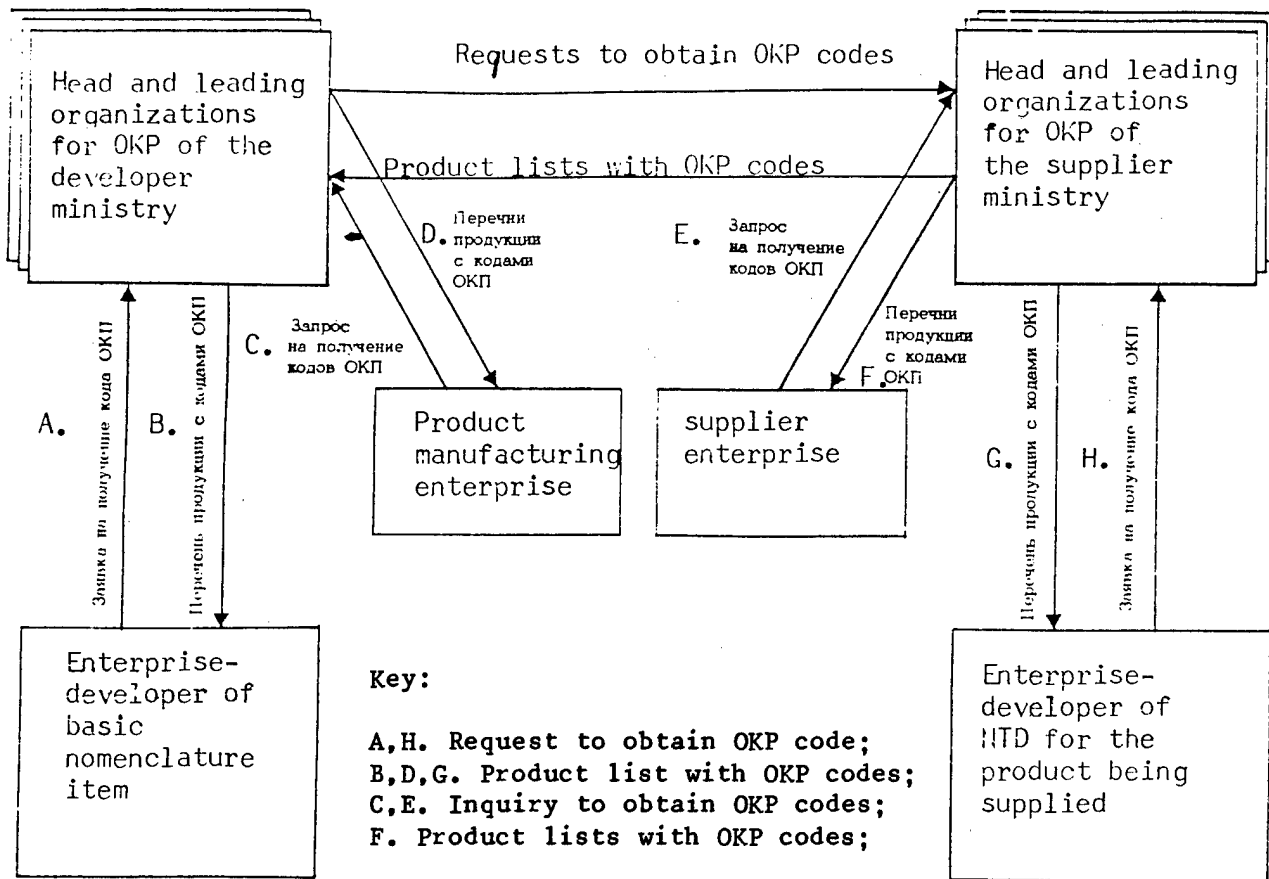 Requests to obtain OKP codes
Head and leading
organizations
for OKP of the
developer
ministry
Head and leading
organizations
for OKP of
the supplier
ministry
Product lists with OKP codes
D. Перечни
продукции
с кодами
ОКП
E. Запрос
на получение
кодов ОКП
C. Запрос
на получение
кодов ОКП
Перечни
продукции
с кодами
F. ОКП
A.
Заявка на получение кода ОКП
B.
Перечень продукции с кодами ОКП
Product
manufacturing
enterprise
supplier
enterprise
G.
Перечень продукции с кодами ОКП
H.
Заявка на получение кода ОКП
Enterprise-
developer of
basic
nomenclature
item
Key:
A,H. Request to obtain OKP code;
B,D,G. Product list with OKP codes;
C,E. Inquiry to obtain OKP codes;
F. Product lists with OKP codes;
Enterprise-
developer of
NTD for the
product being
supplied